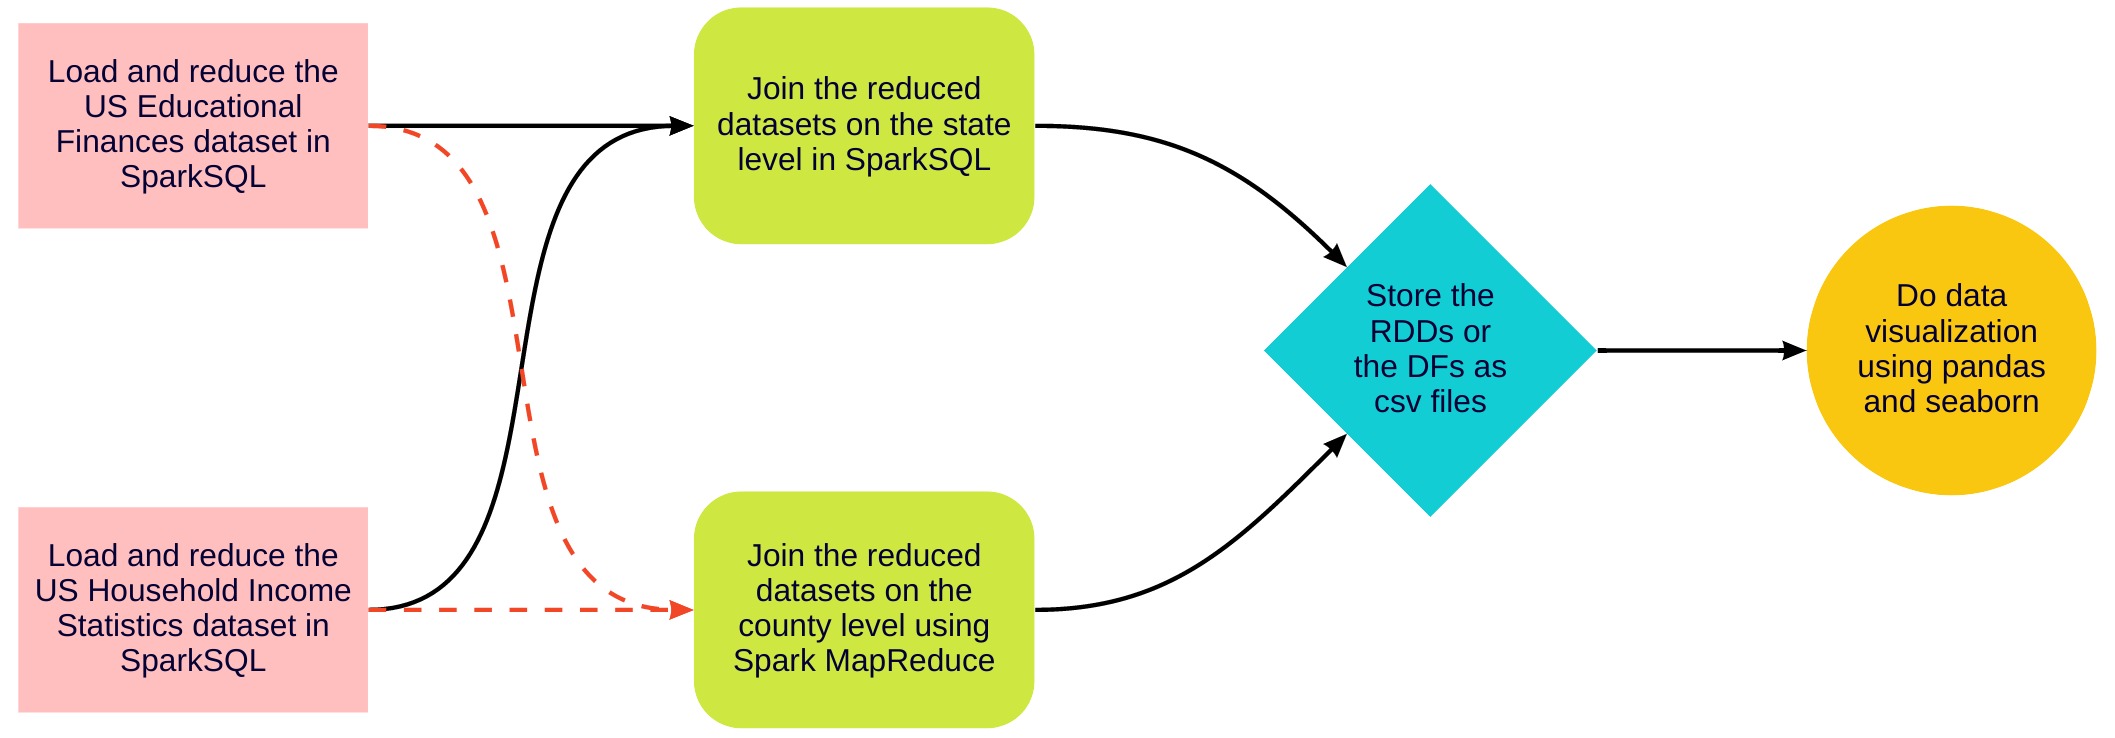 Load and reduce the
US Educational
Finances dataset in
SparkSQL
Join the reduced
datasets on the state
level in SparkSQL
Store the
RDDs or
the DFs as
csv files
Do data
visualization
using pandas
and seaborn
Load and reduce the
US Household Income
Statistics dataset in
SparkSQL
Join the reduced
datasets on the
county level using
Spark MapReduce